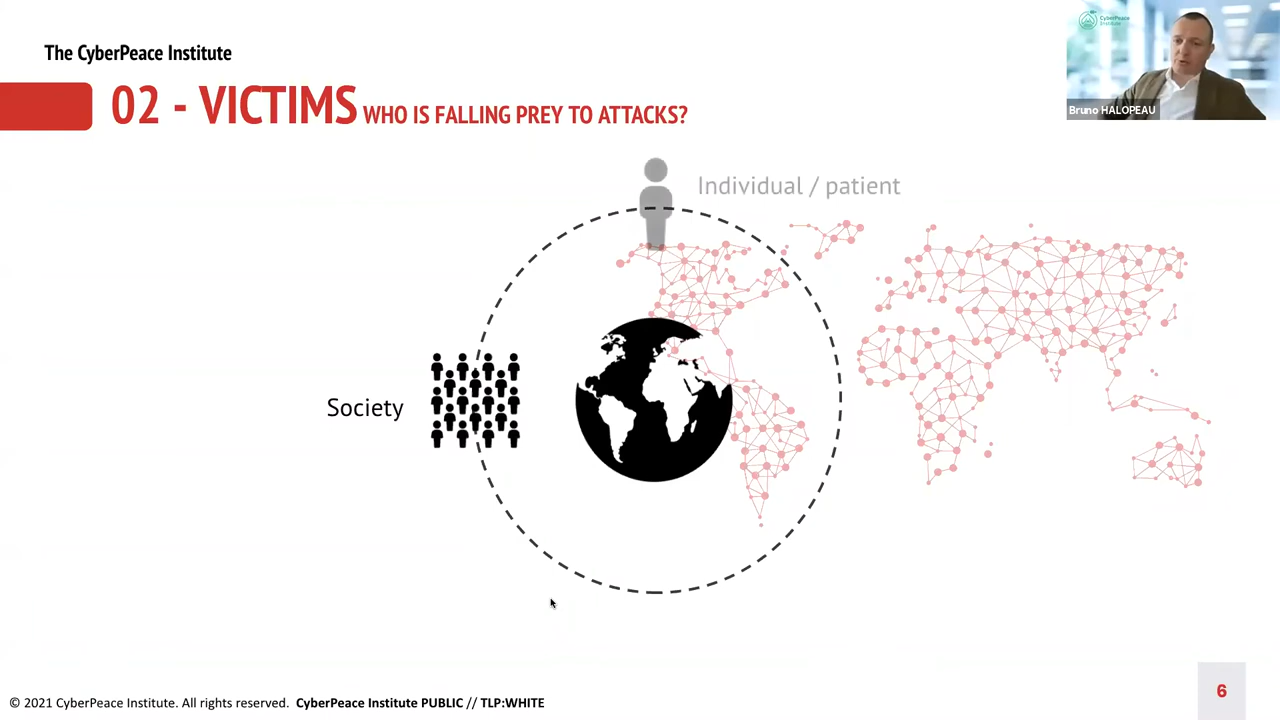 The CyberPeace Institute
02 - VICTIMS WHO IS FALLING PREY TO ATTACKS?
CyberPeace
Institute
Bruno HALOPEAU
Individual / patient
Society
© 2021 CyberPeace Institute. All rights reserved. CyberPeace Institute PUBLIC // TLP:WHITE
6